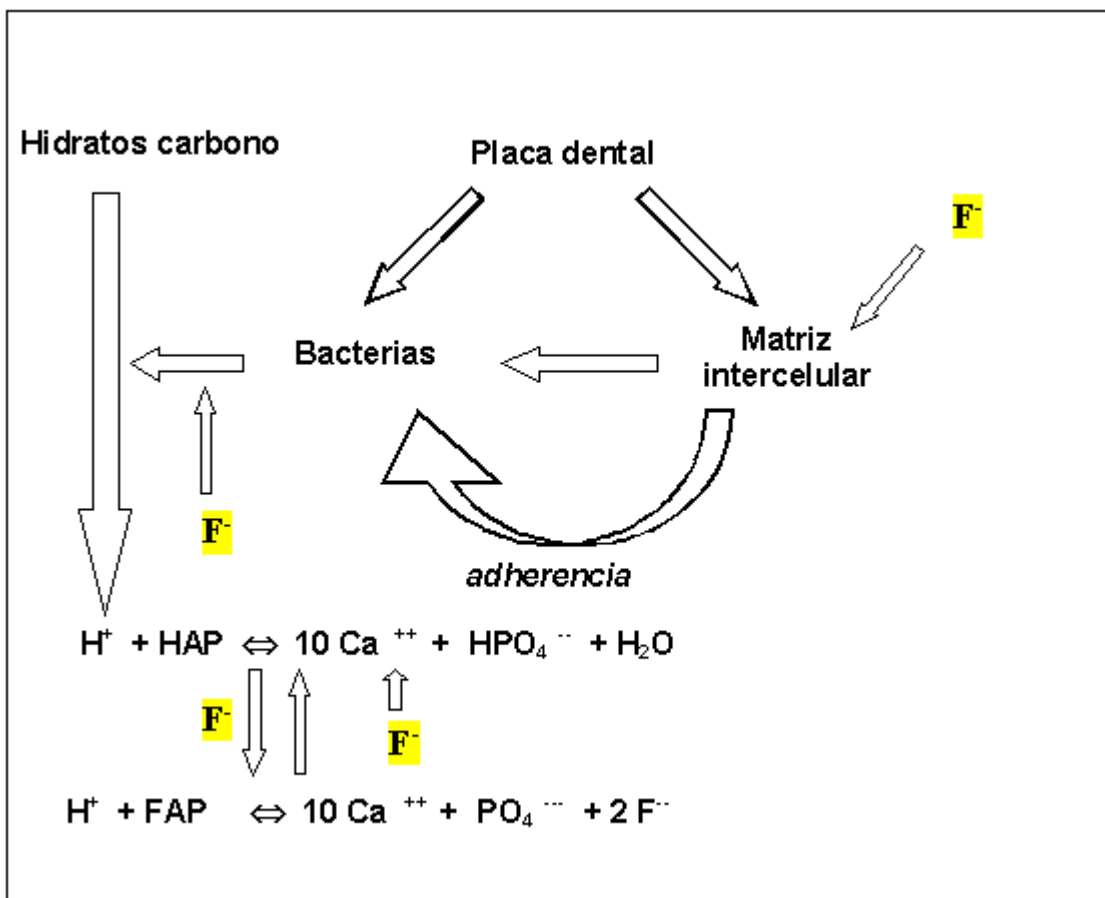 Hidratos carbono
Placa dental
F⁻
Bacterias
Matriz
intercelular
F⁻
adherencia
H⁺ + HAP ⇔ 10 Ca ⁺⁺ + HPO₄ ⁻⁻ + H₂O
F⁻
F⁻
H⁺ + FAP ⇔ 10 Ca ⁺⁺ + PO₄ ⁻⁻⁻ + 2 F⁻⁻